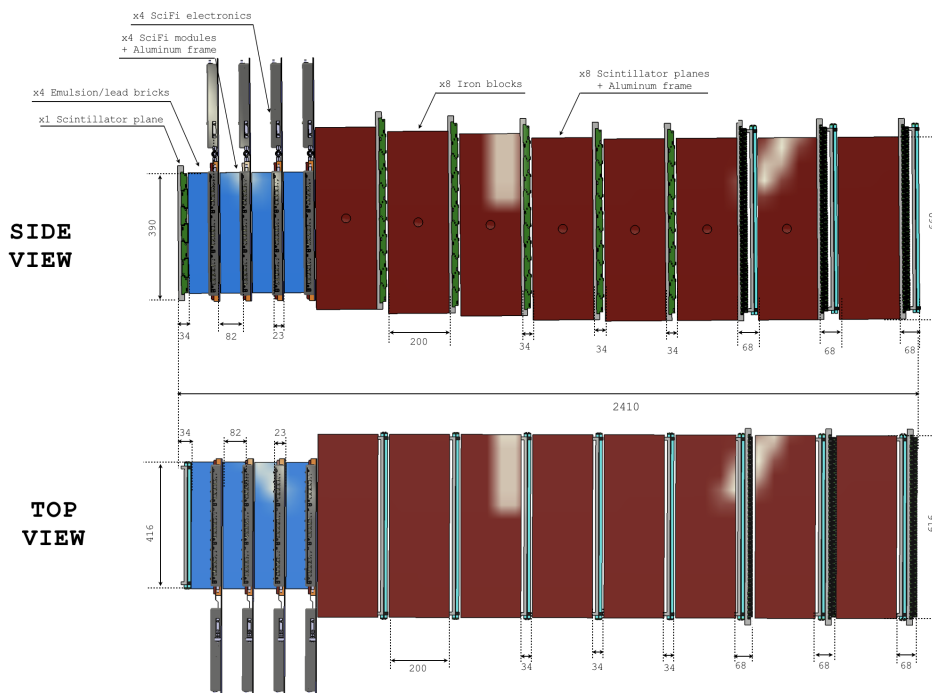 x4 SciFi electronics
x4 SciFi modules
+ Aluminum frame
x4 Emulsion/lead bricks
x1 Scintillator plane
x8 Iron blocks
x8 Scintillator planes
+ Aluminum frame
SIDE
VIEW
390
34
82
23
200
34
34
34
68
68
68
2410
34
82
23
TOP
VIEW
416
616
200
34
34
34
68
68
68